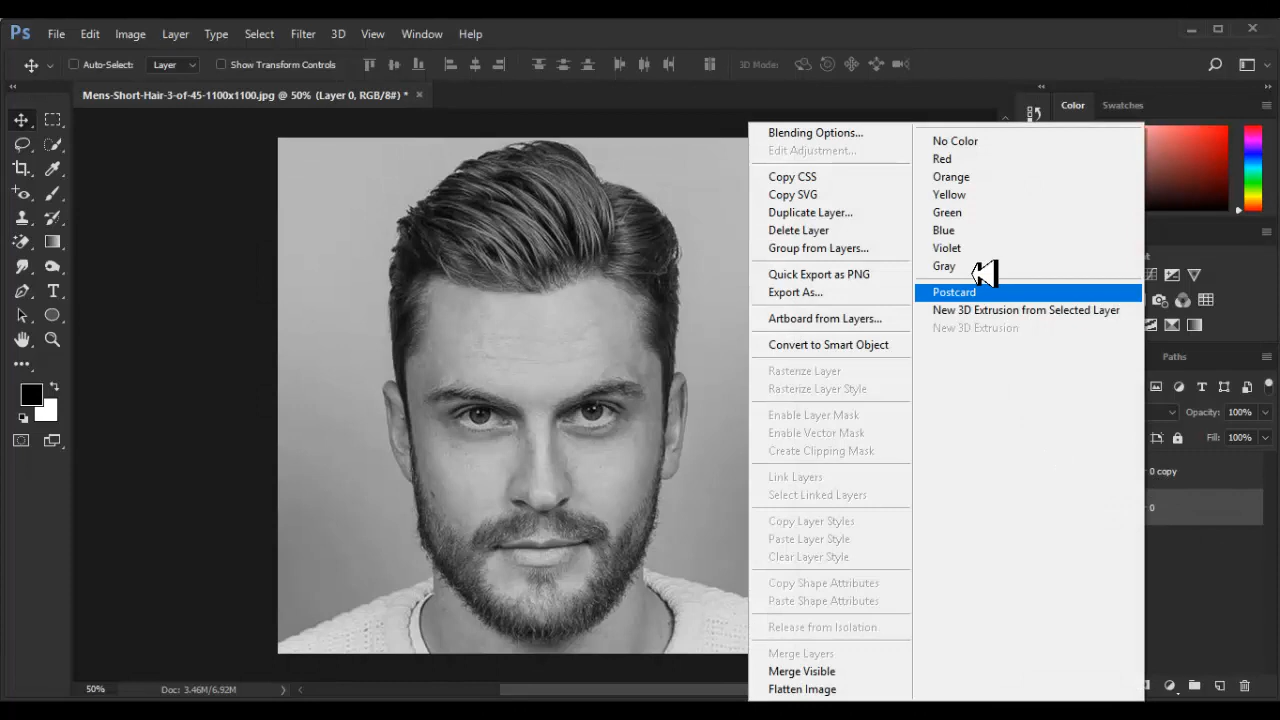 Ps File Edit Image Layer Type Select Filter 3D View Window Help
Auto-Select: Layer Show Transform Controls 3D Mode:
Mens-Short-Hair-3-of-45-1100x1100.jpg @ 50% (Layer 0, RGB/8#) * ×
Color Swatches
Blending Options...
Edit Adjustment...
Copy CSS
Copy SVG
Duplicate Layer...
Delete Layer
Group from Layers...
Quick Export as PNG
Export As...
Artboard from Layers...
Convert to Smart Object
Rasterize Layer
Rasterize Layer Style
Enable Layer Mask
Enable Vector Mask
Create Clipping Mask
Link Layers
Select Linked Layers
Copy Layer Styles
Paste Layer Style
Clear Layer Style
Copy Shape Attributes
Paste Shape Attributes
Release from Isolation
Merge Layers
Merge Visible
Flatten Image
No Color
Red
Orange
Yellow
Green
Blue
Violet
Gray
Postcard
New 3D Extrusion from Selected Layer
New 3D Extrusion
Paths
Opacity: 100%
Fill: 100%
0 copy
0
50% Doc: 3.46M/6.92M